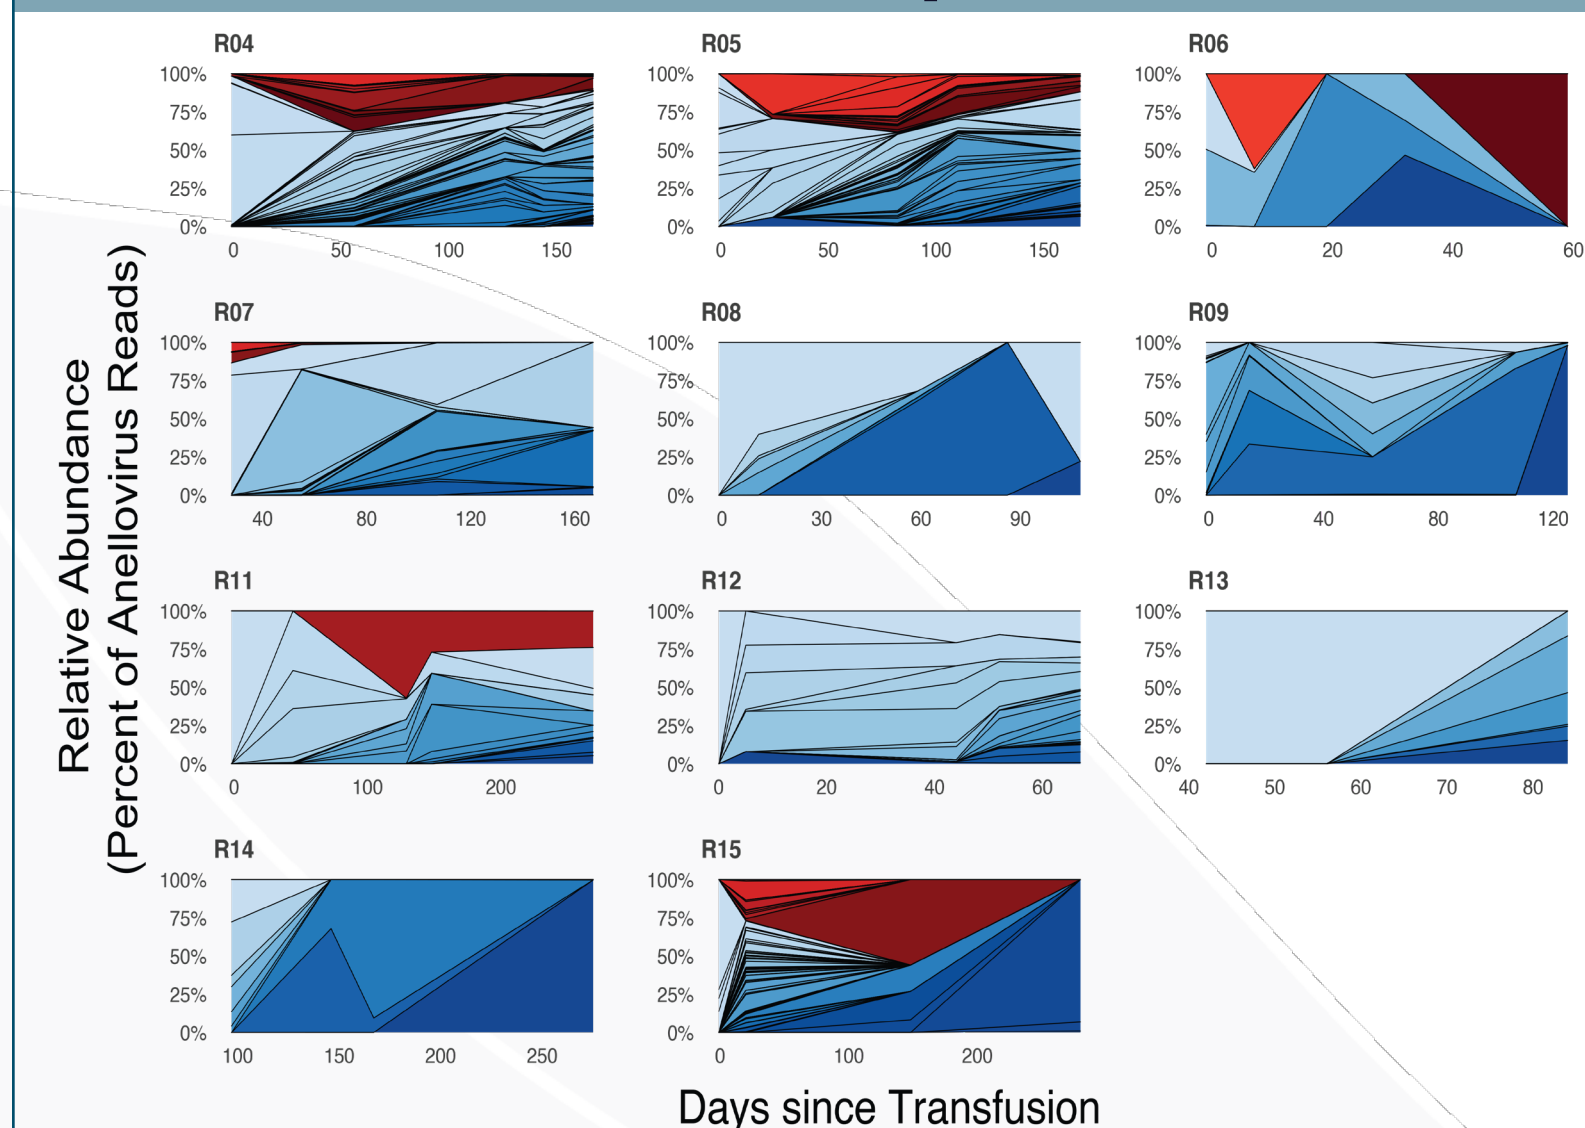 R04 R05 R06
100% 100% 100%
75% 75% 75%
50% 50% 50%
25% 25% 25%
0% 0% 0%
0 50 100 150 0 50 100 150 0 20 40 60
R07 R08 R09
100% 100% 100%
75% 75% 75%
50% 50% 50%
25% 25% 25%
0% 0% 0%
40 80 120 160 0 30 60 90 0 40 80 120
Relative Abundance
(Percent of Anellovirus Reads)
R11 R12 R13
100% 100% 100%
75% 75% 75%
50% 50% 50%
25% 25% 25%
0% 0% 0%
0 100 200 0 20 40 60 40 50 60 70 80
R14 R15
100% 100%
75% 75%
50% 50%
25% 25%
0% 0%
100 150 200 250 0 100 200
Days since Transfusion